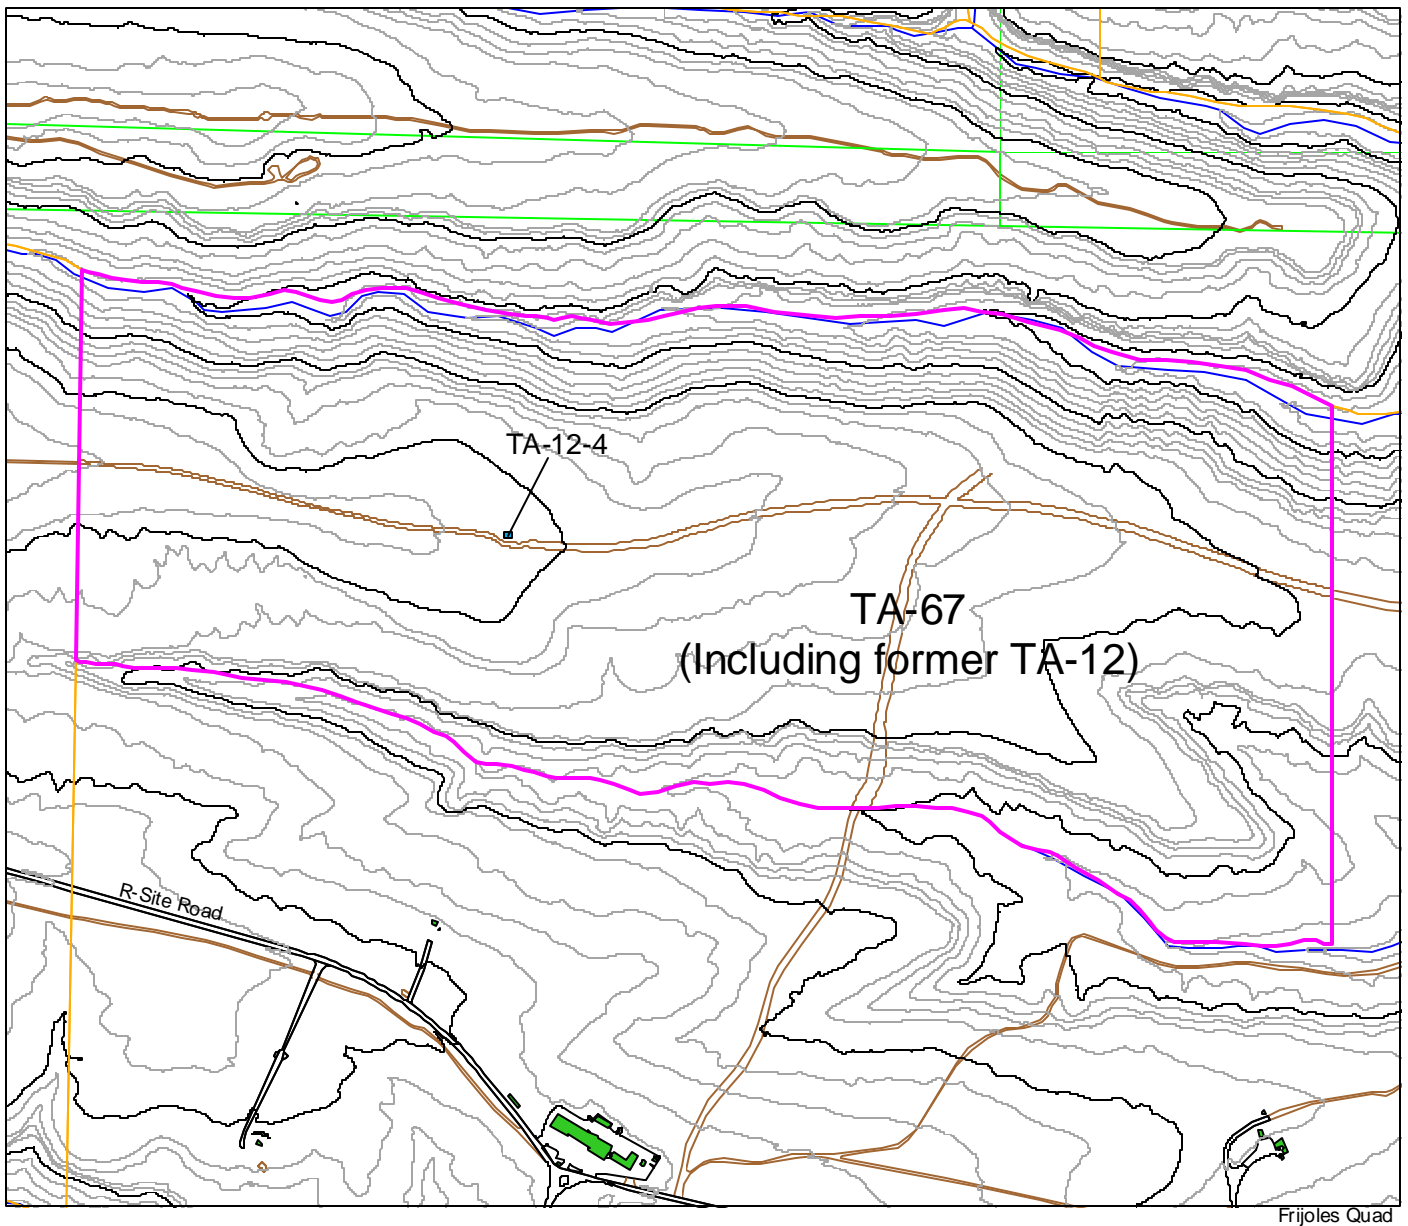 TA-12-4
TA-67
(Including former TA-12)
R-Site Road
Frijoles Quad